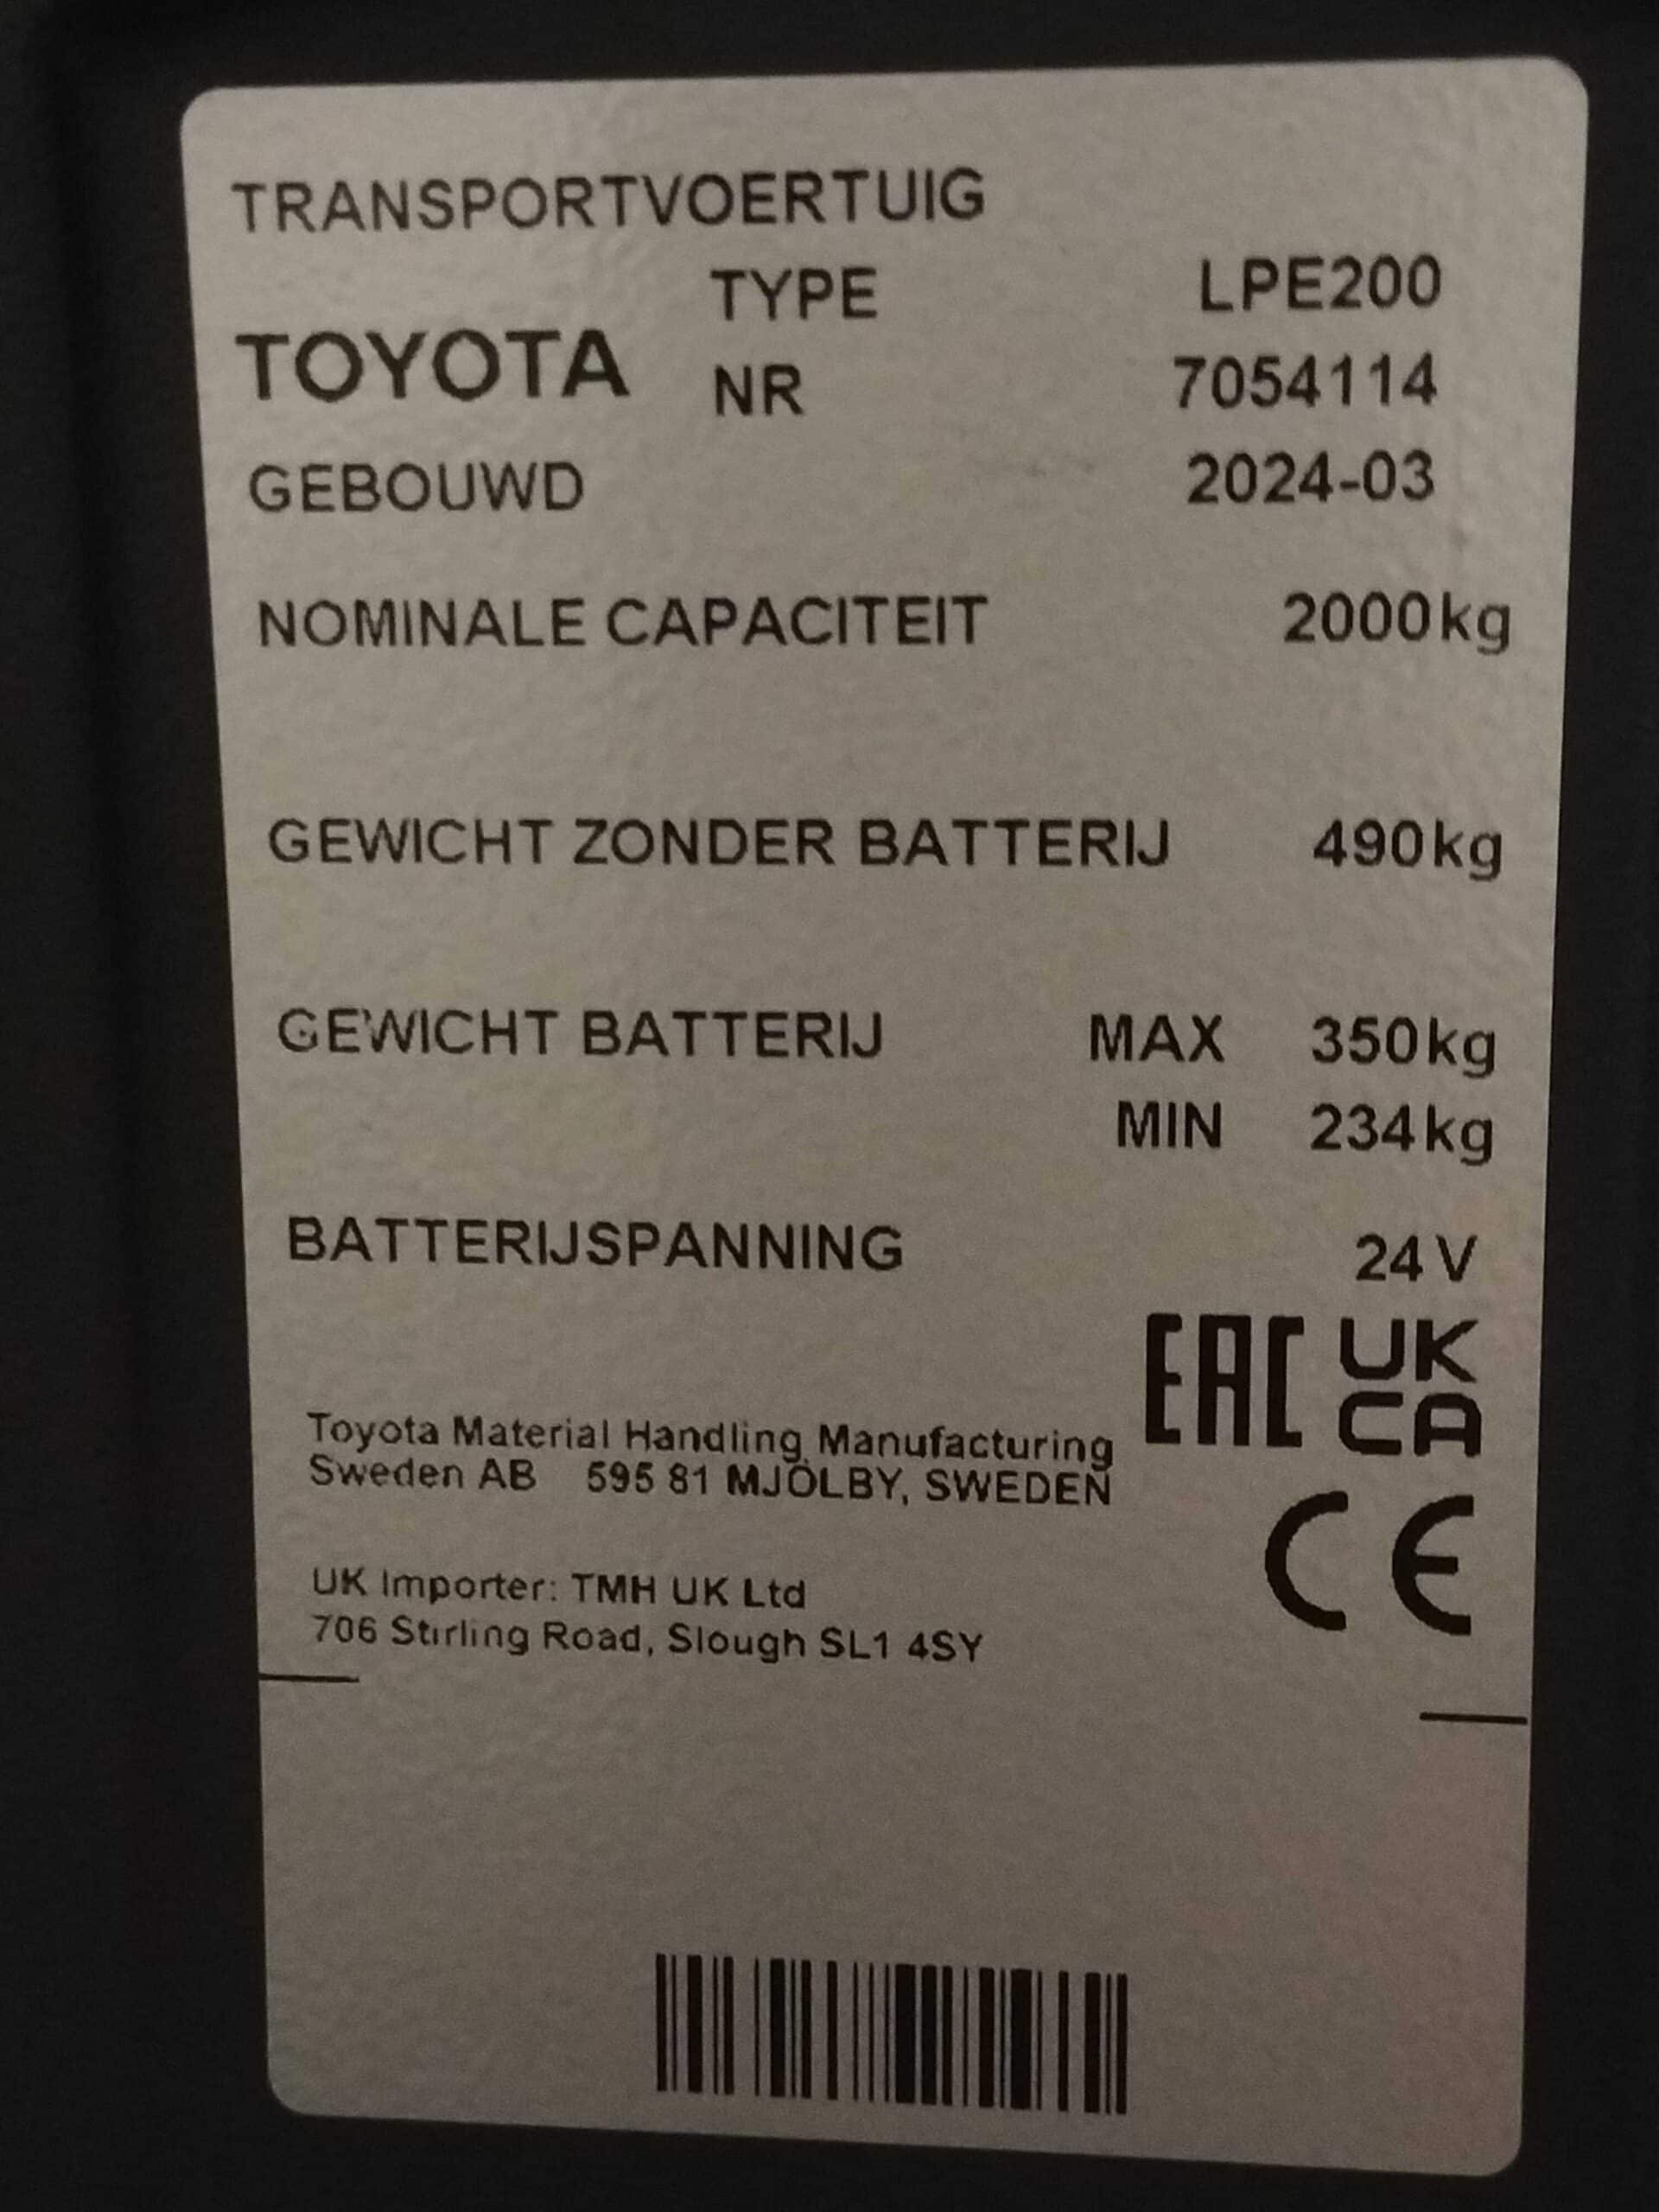 TRANSPORTVOERTUIG
TYPE LPE200
TOYOTA NR 7054114
GEBOUWD 2024-03
NOMINALE CAPACITEIT 2000kg
GEWICHT ZONDER BATTERIJ 490kg
GEWICHT BATTERIJ MAX 350kg
MIN 234kg
BATTERIJSPANNING 24 V
EAC UK
CA
Toyota Material Handling Manufacturing
Sweden AB 595 81 MJÖLBY, SWEDEN
CE
UK Importer: TMH UK Ltd
706 Stirling Road, Slough SL1 4SY